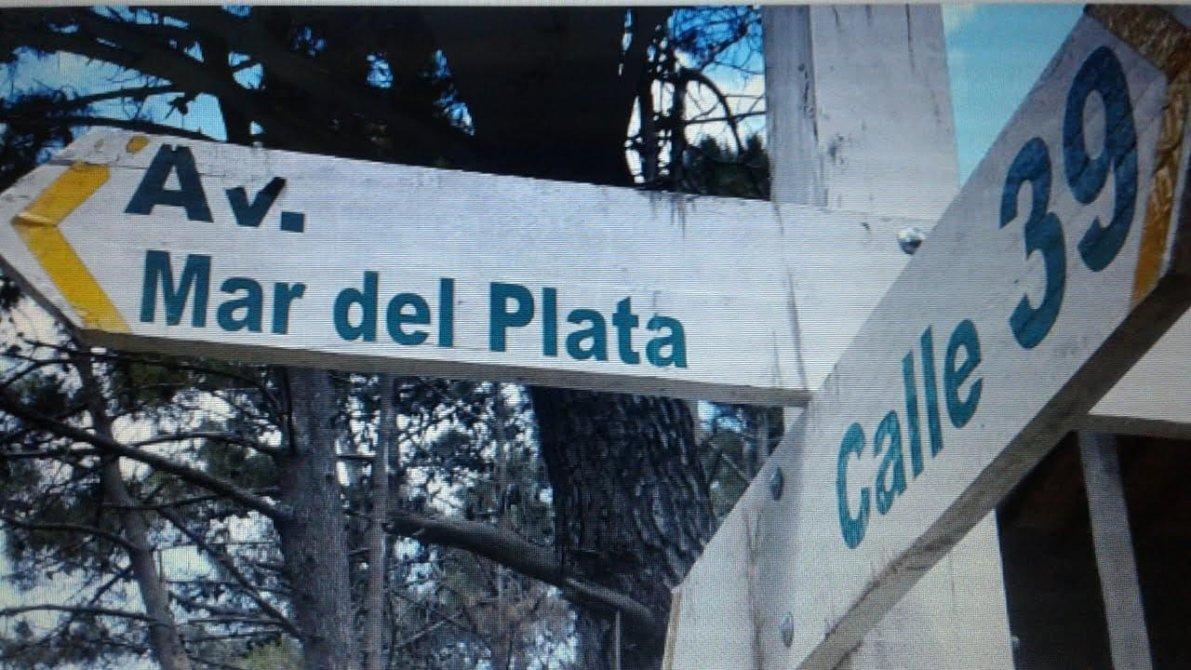 Av.
Mar del Plata
Calle 39